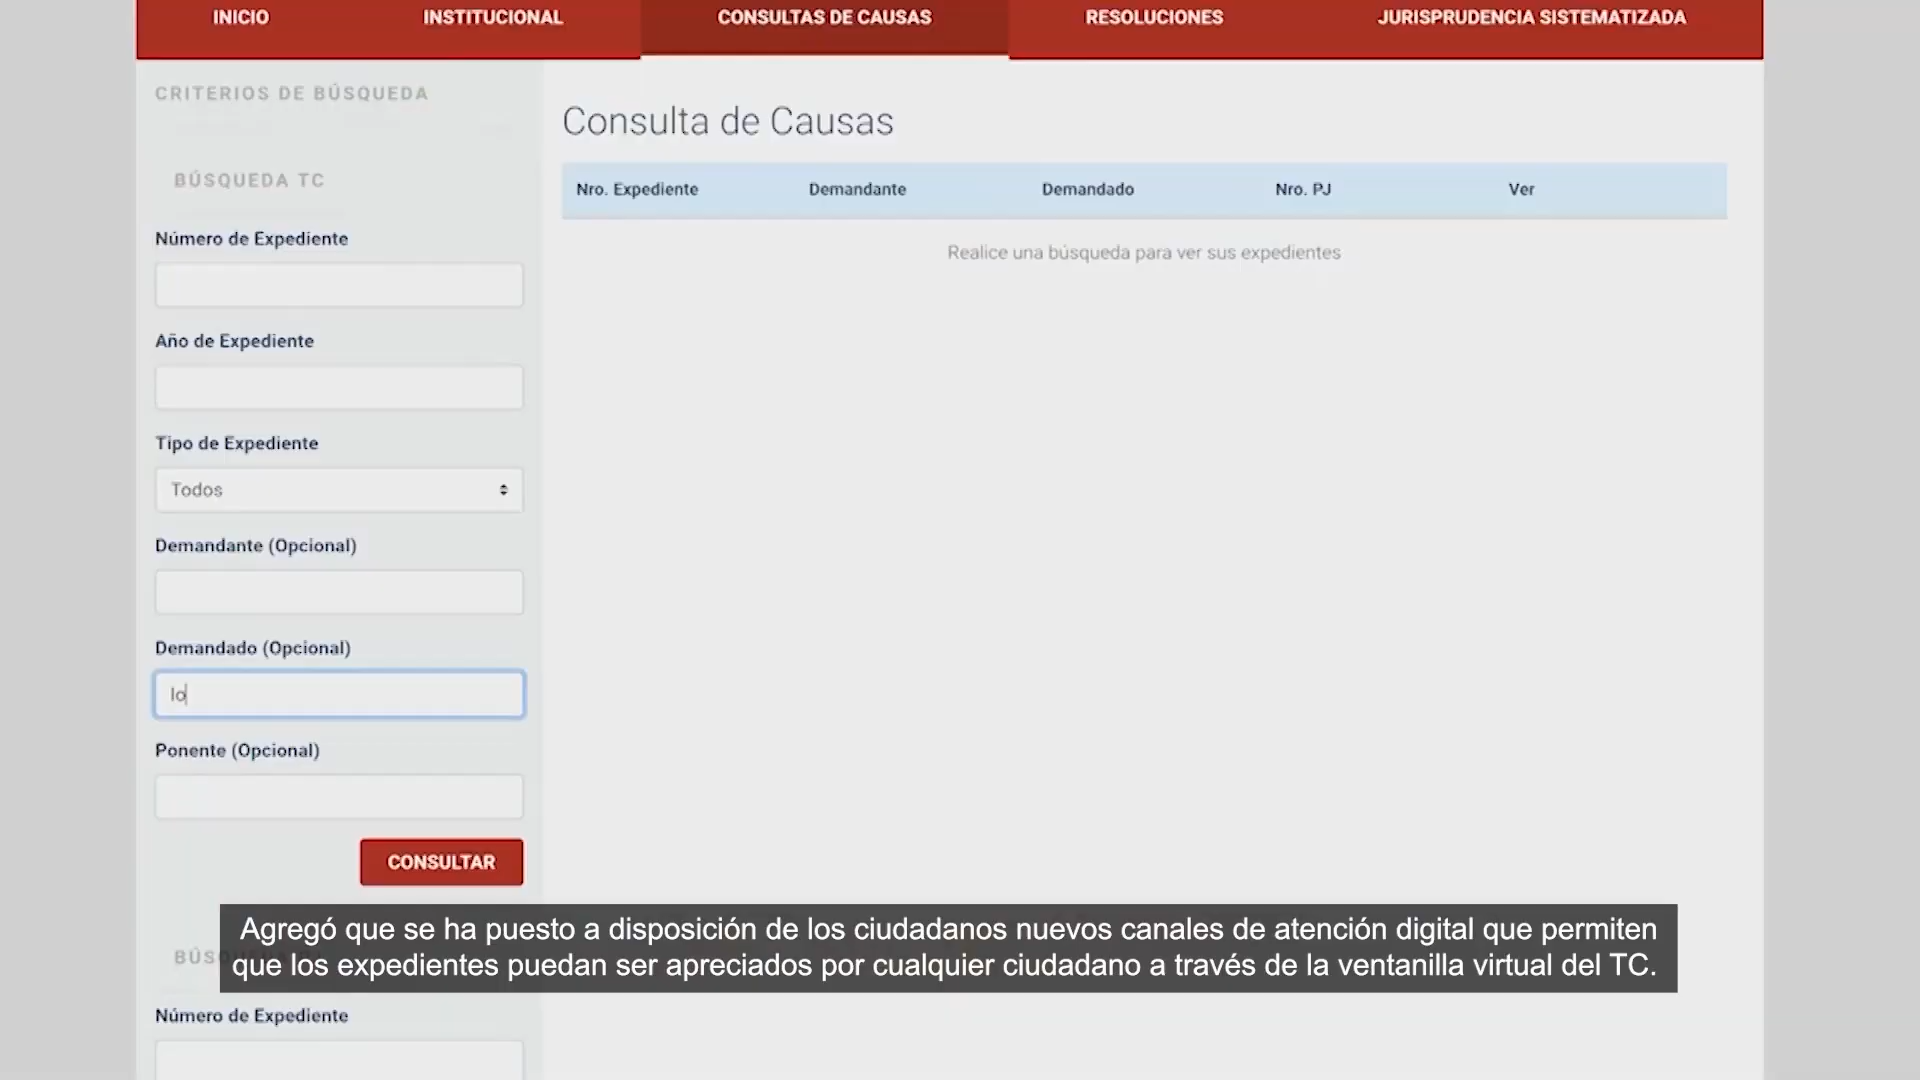 INICIO INSTITUCIONAL CONSULTAS DE CAUSAS RESOLUCIONES JURISPRUDENCIA SISTEMATIZADA
CRITERIOS DE BÚSQUEDA
BÚSQUEDA TC
Número de Expediente
Año de Expediente
Tipo de Expediente
Todos
Demandante (Opcional)
Demandado (Opcional)
lo
Ponente (Opcional)
CONSULTAR
Número de Expediente
Consulta de Causas
Nro. Expediente Demandante Demandado Nro. PJ Ver
Realice una búsqueda para ver sus expedientes
Agregó que se ha puesto a disposición de los ciudadanos nuevos canales de atención digital que permiten
que los expedientes puedan ser apreciados por cualquier ciudadano a través de la ventanilla virtual del TC.